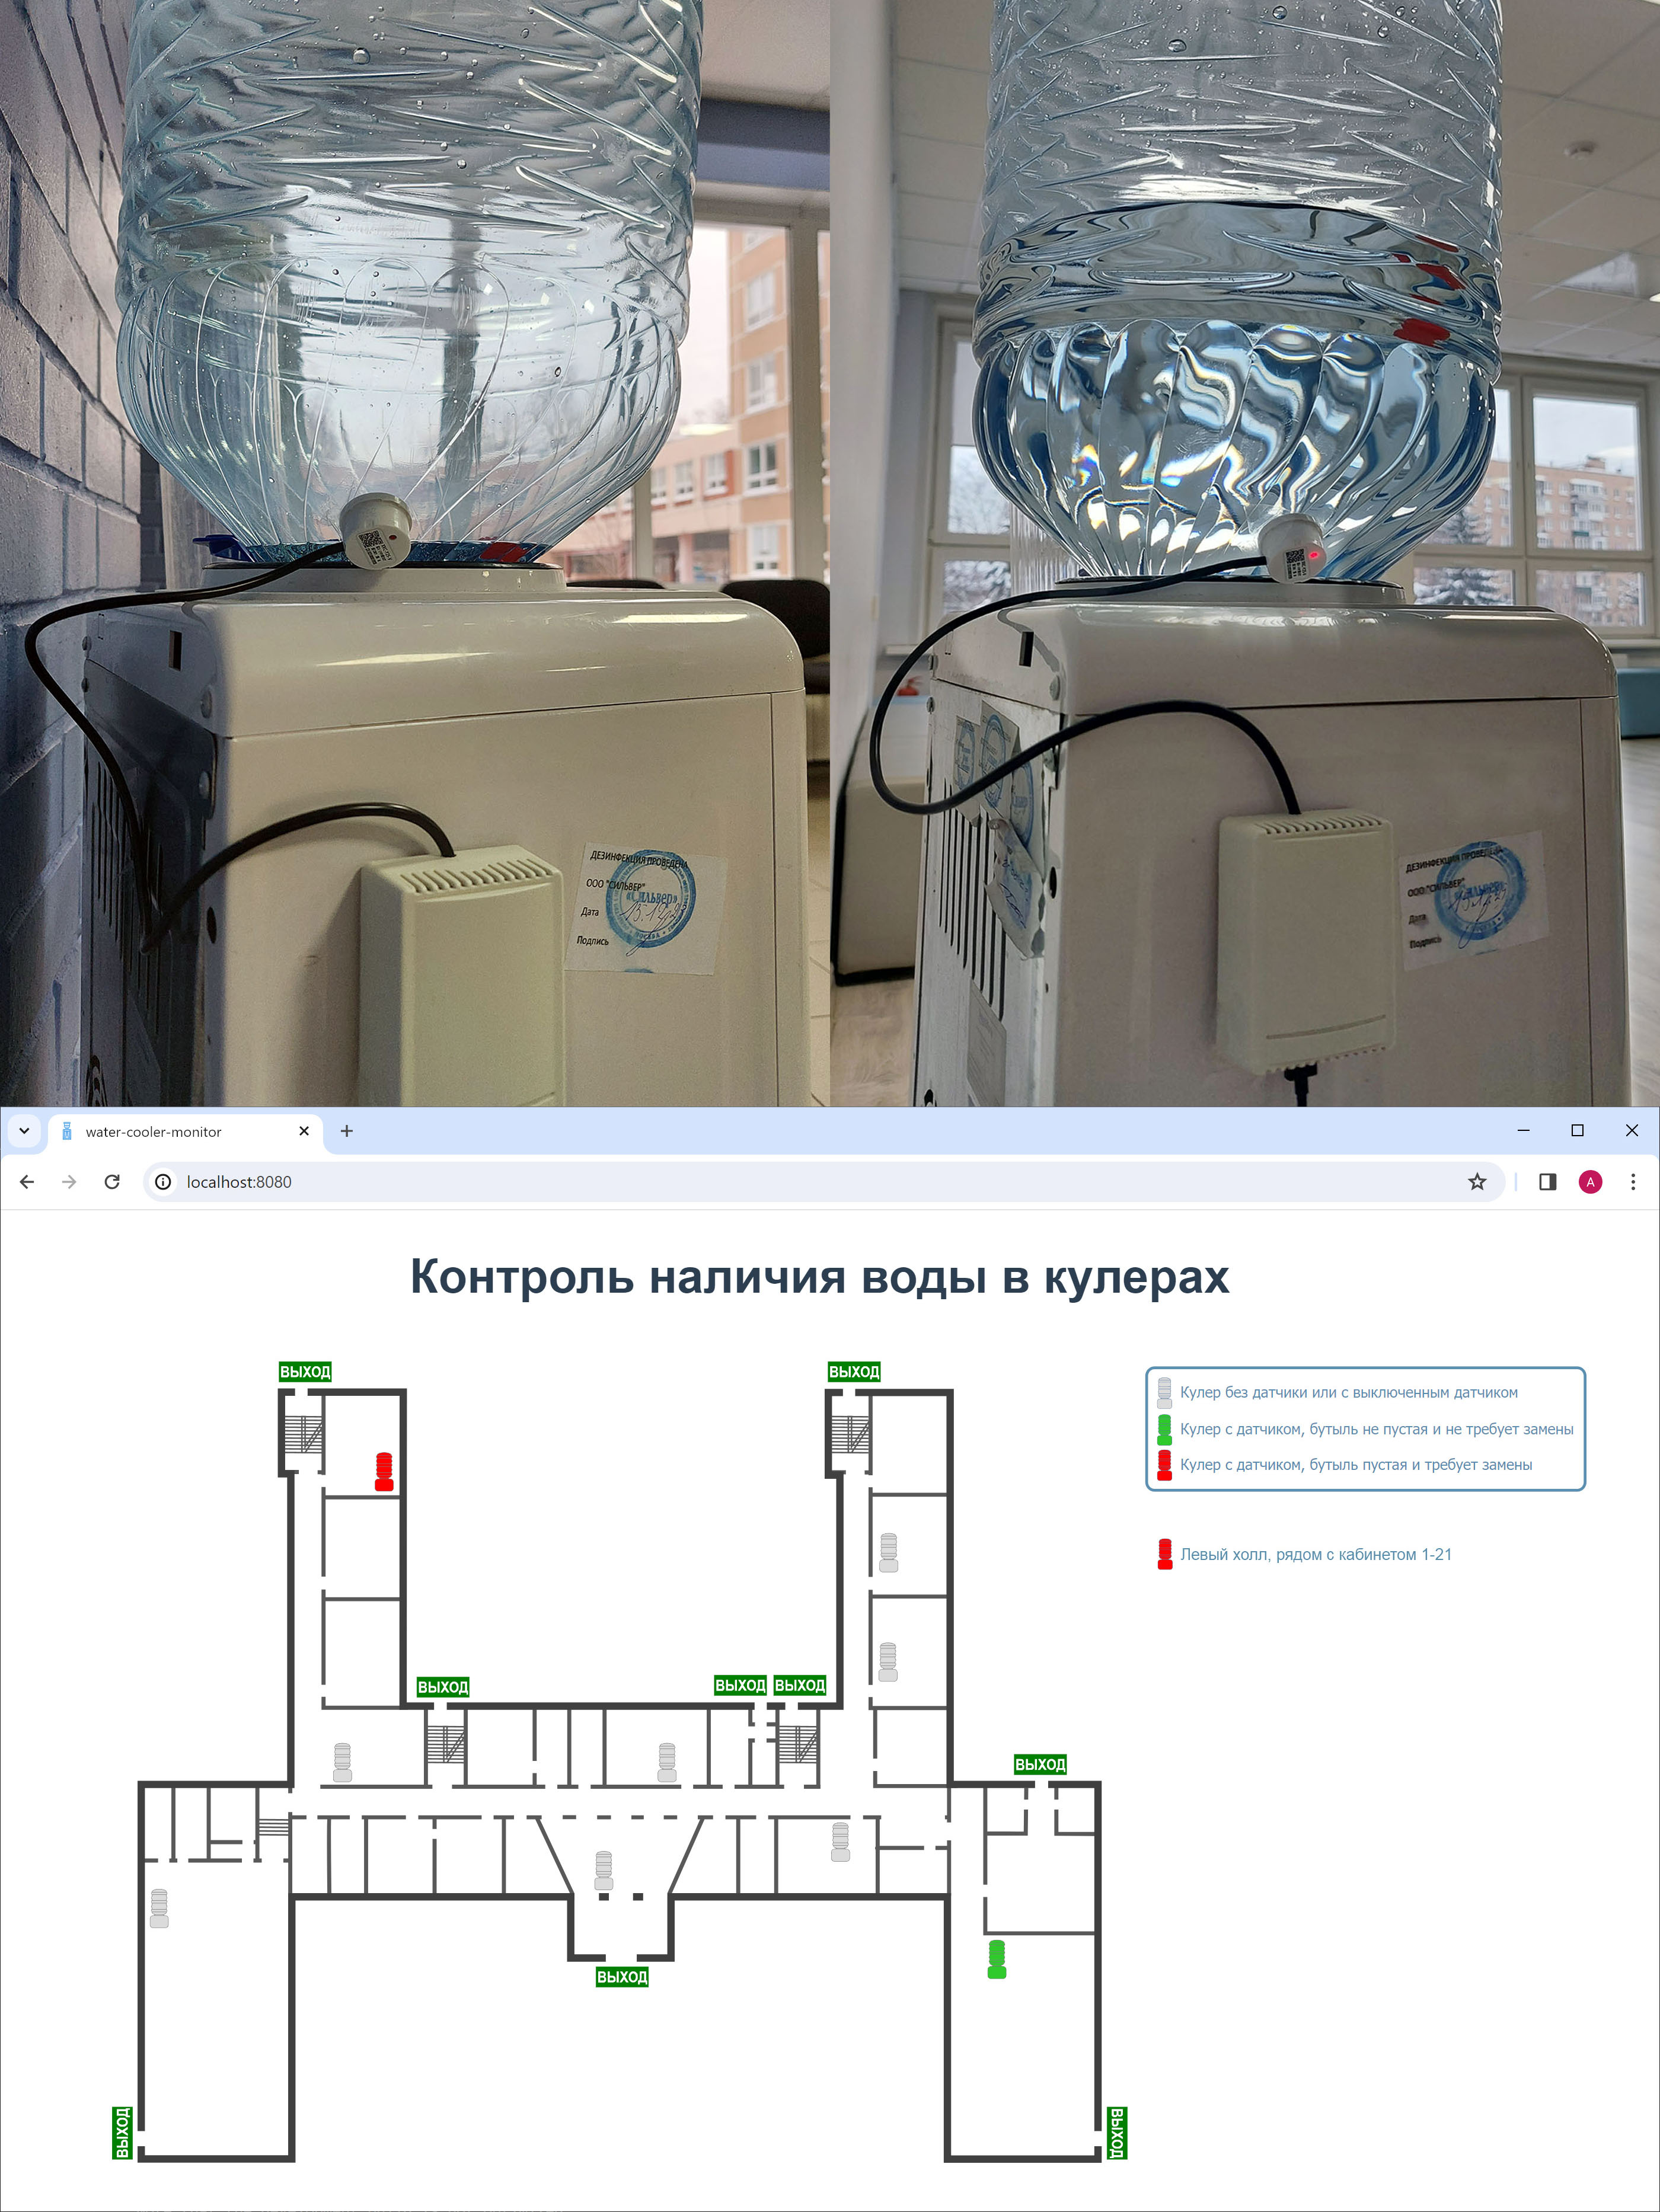 ДЕЗИНФЕКЦИЯ ПРОВЕДЕНА
ООО "СИЛЬВЕР"
«Сильвер»
Дата
Подпись
ДЕЗИНФЕКЦИЯ ПРОВЕДЕНА
ООО "СИЛЬВЕР"
Дата
Подпись
water-cooler-monitor
localhost:8080
A
Контроль наличия воды в кулерах
ВЫХОД
ВЫХОД
Кулер без датчики или с выключенным датчиком
Кулер с датчиком, бутыль не пустая и не требует замены
Кулер с датчиком, бутыль пустая и требует замены
Левый холл, рядом с кабинетом 1-21
ВЫХОД
ВЫХОД
ВЫХОД
ВЫХОД
ВЫХОД
ВЫХОД
ВЫХОД